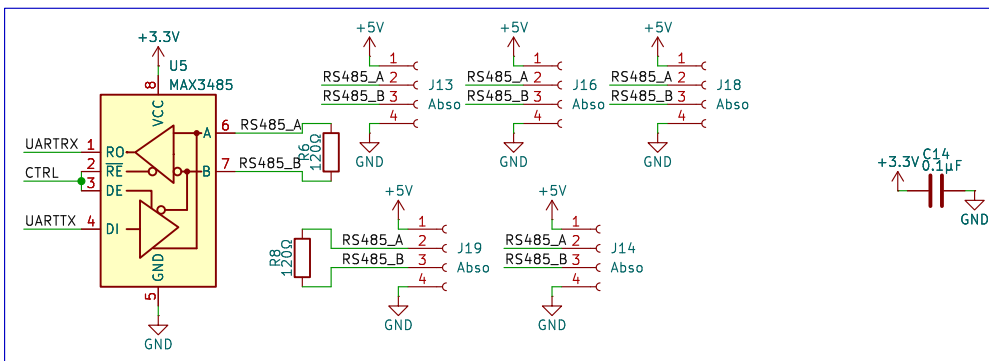 +3.3V
U5
MAX3485
8
VCC
UARTRX
1
RO
A
6
RS485_A
CTRL
2
RE
3
DE
B
7
RS485_B
R6
120Ω
UARTTX
4
DI
GND
5
GND
+5V
1
RS485_A
2
RS485_B
3
4
J13
Abso
GND
+5V
1
RS485_A
2
RS485_B
3
4
J16
Abso
GND
+5V
1
RS485_A
2
RS485_B
3
4
J18
Abso
GND
C14
0.1µF
+3.3V
GND
R8
120Ω
+5V
1
RS485_A
2
RS485_B
3
4
J19
Abso
GND
+5V
1
RS485_A
2
RS485_B
3
4
J14
Abso
GND